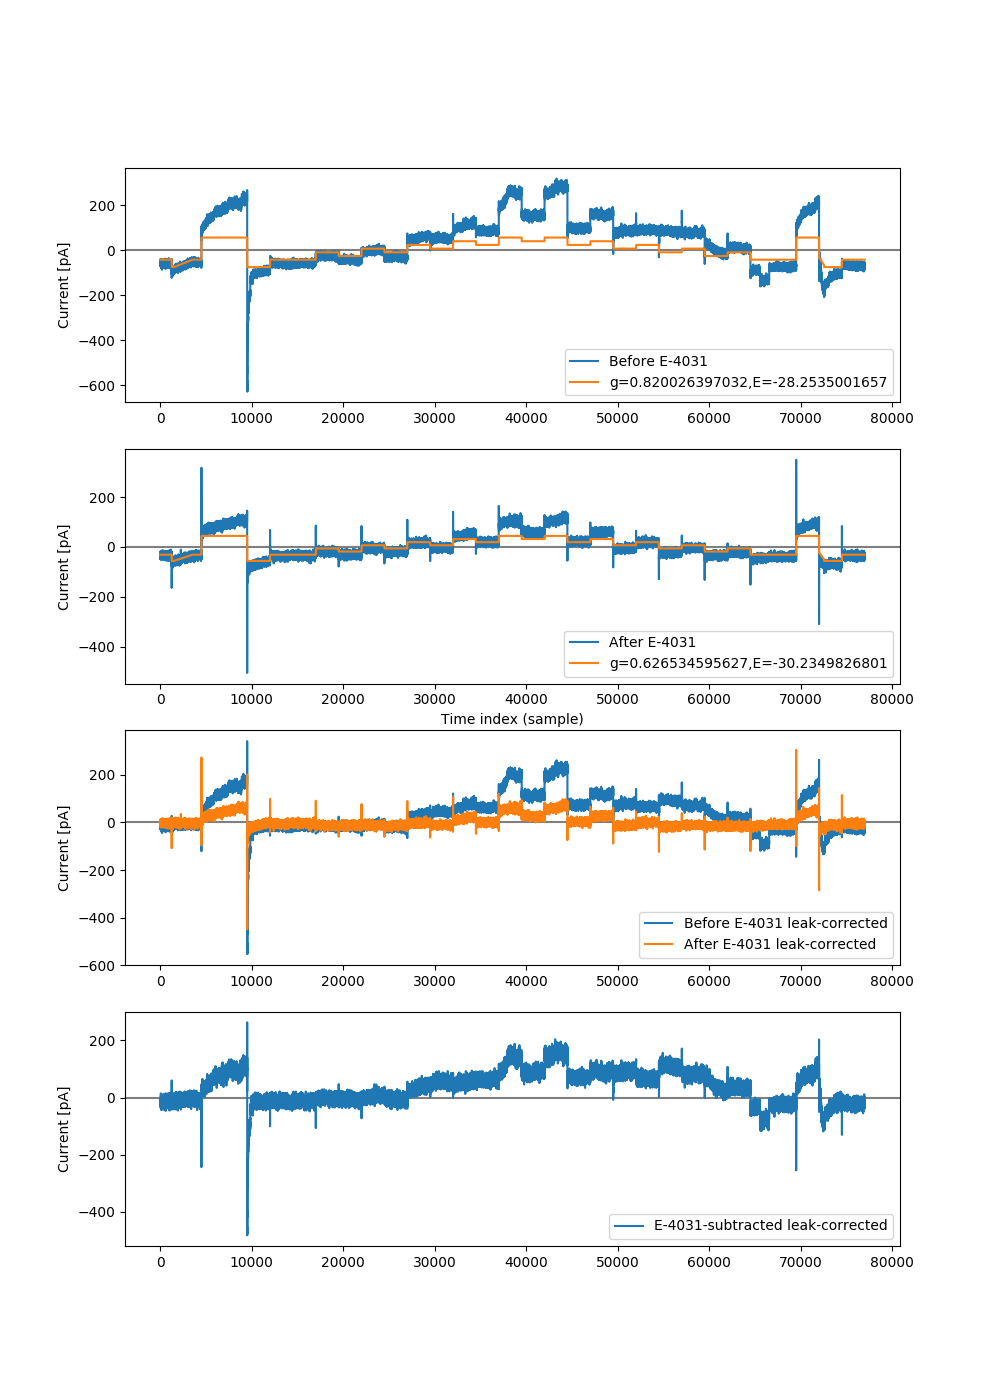 200
0
−200
−400
−600
Current [pA]
Before E-4031
g=0.820026397032,E=-28.2535001657
0 10000 20000 30000 40000 50000 60000 70000 80000
200
0
−200
−400
Current [pA]
After E-4031
g=0.626534595627,E=-30.2349826801
0 10000 20000 30000 40000 50000 60000 70000 80000
Time index (sample)
200
0
−200
−400
−600
Current [pA]
Before E-4031 leak-corrected
After E-4031 leak-corrected
0 10000 20000 30000 40000 50000 60000 70000 80000
200
0
−200
−400
Current [pA]
E-4031-subtracted leak-corrected
0 10000 20000 30000 40000 50000 60000 70000 80000